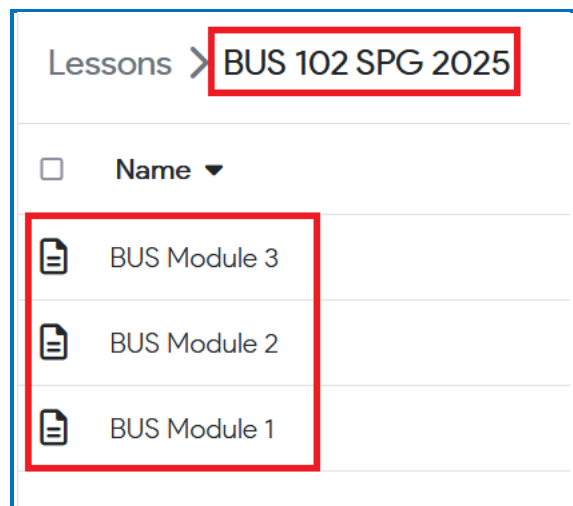 Lessons > BUS 102 SPG 2025
Name
BUS Module 3
BUS Module 2
BUS Module 1